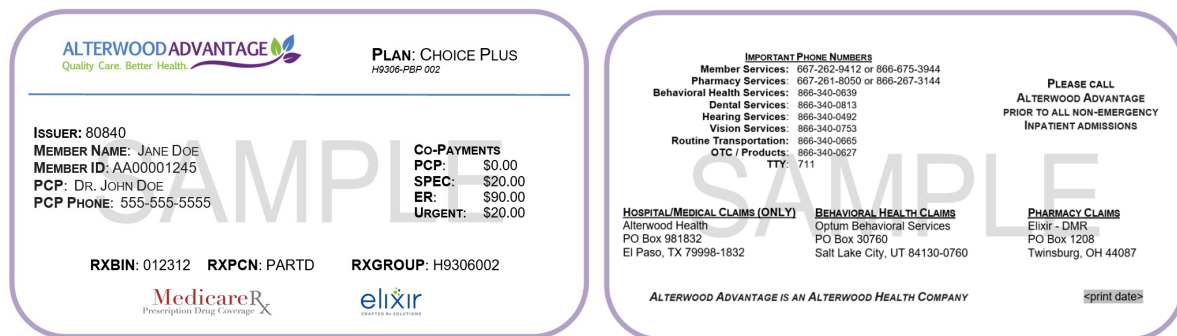 ALTERWOOD ADVANTAGE
Quality Care. Better Health.
PLAN: CHOICE PLUS
H9306-PBP 002
ISSUER: 80840
MEMBER NAME: JANE DOE
MEMBER ID: AA00001245
PCP: DR. JOHN DOE
PCP PHONE: 555-555-5555
CO-PAYMENTS
PCP: $0.00
SPEC: $20.00
ER: $90.00
URGENT: $20.00
SAMPLE
RXBIN: 012312 RXPCN: PARTD RXGROUP: H9306002
MedicareRx
Prescription Drug Coverage
elixir
CRAFTED Rx SOLUTIONS
IMPORTANT PHONE NUMBERS
Member Services: 667-262-9412 or 866-675-3944
Pharmacy Services: 667-261-8050 or 866-267-3144
Behavioral Health Services: 866-340-0639
Dental Services: 866-340-0813
Hearing Services: 866-340-0492
Vision Services: 866-340-0753
Routine Transportation: 866-340-0665
OTC / Products: 866-340-0627
TTY: 711
PLEASE CALL
ALTERWOOD ADVANTAGE
PRIOR TO ALL NON-EMERGENCY
INPATIENT ADMISSIONS
SAMPLE
HOSPITAL/MEDICAL CLAIMS (ONLY)
Alterwood Health
PO Box 981832
El Paso, TX 79998-1832
BEHAVIORAL HEALTH CLAIMS
Optum Behavioral Services
PO Box 30760
Salt Lake City, UT 84130-0760
PHARMACY CLAIMS
Elixir - DMR
PO Box 1208
Twinsburg, OH 44087
ALTERWOOD ADVANTAGE IS AN ALTERWOOD HEALTH COMPANY
<print date>